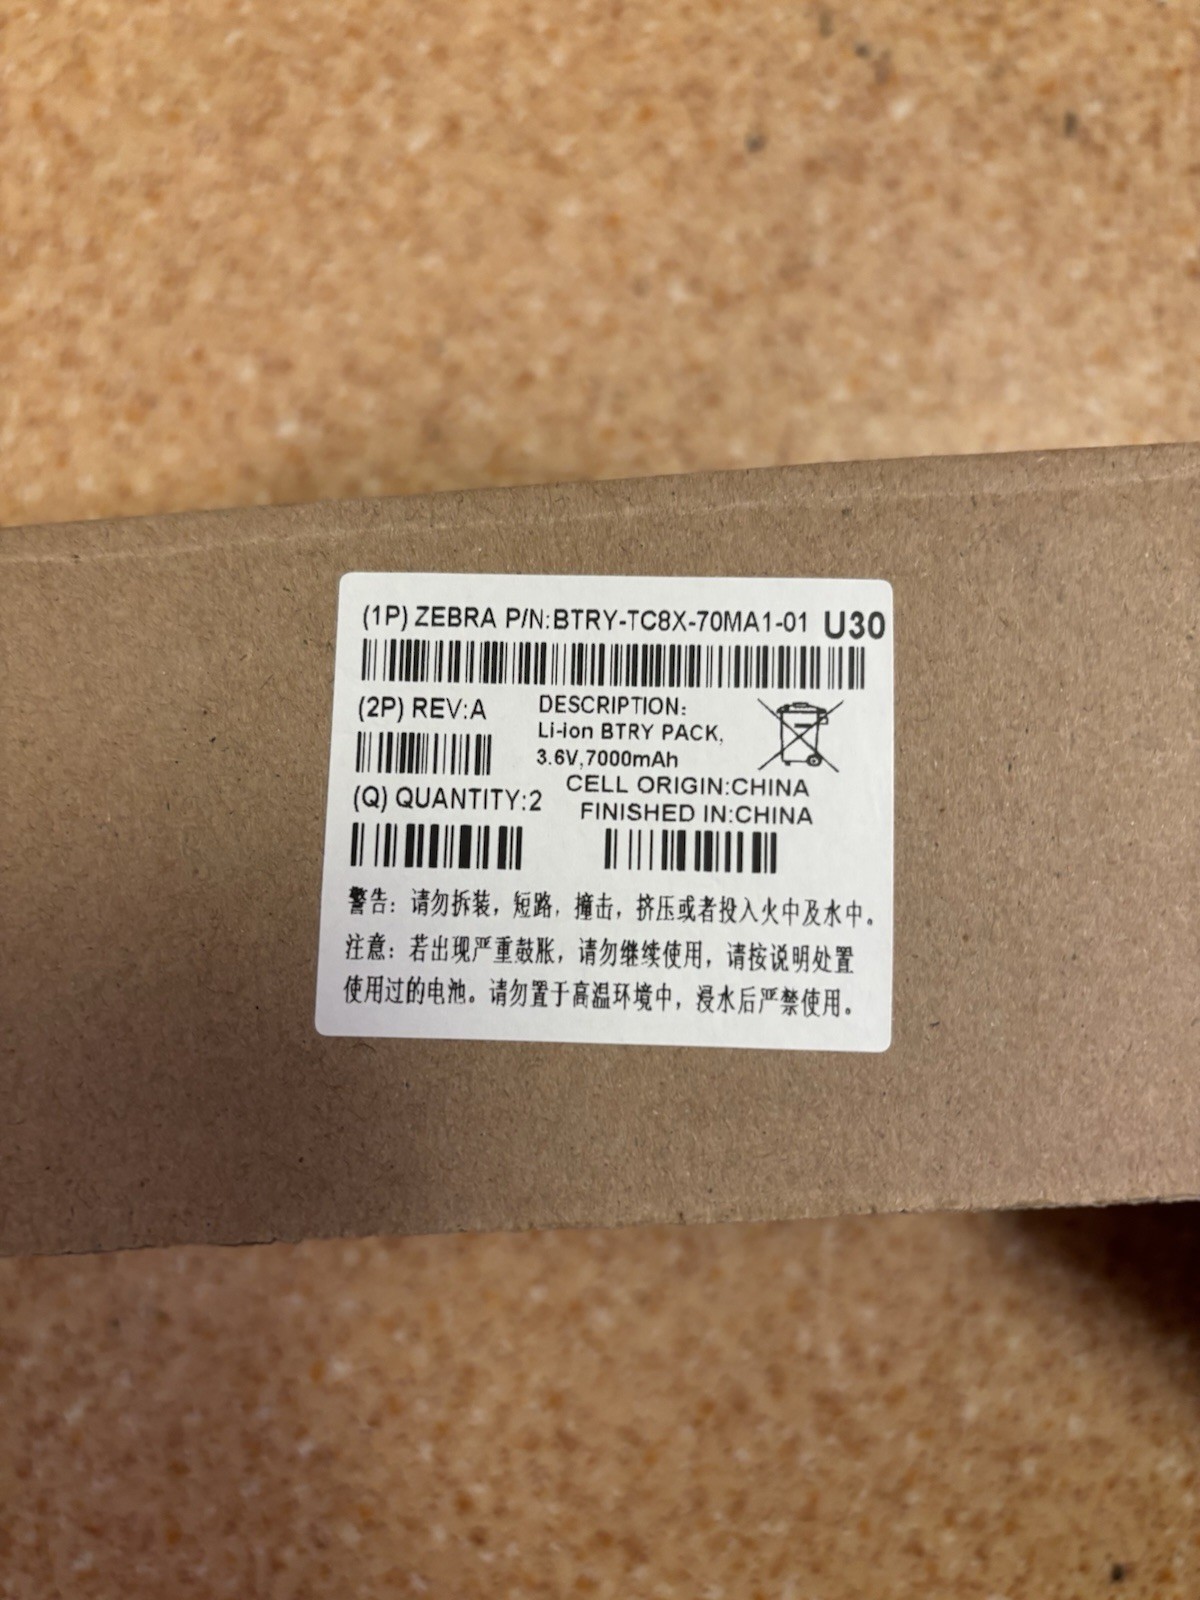 (1P) ZEBRA P/N:BTRY-TC8X-70MA1-01 U30
(2P) REV:A
DESCRIPTION:
Li-ion BTRY PACK,
3.6V,7000mAh
(Q) QUANTITY:2
CELL ORIGIN:CHINA
FINISHED IN:CHINA
警告：请勿拆装，短路，撞击，挤压或者投入火中及水中。
注意：若出现严重鼓胀，请勿继续使用，请按说明处置
使用过的电池。请勿置于高温环境中，浸水后严禁使用。